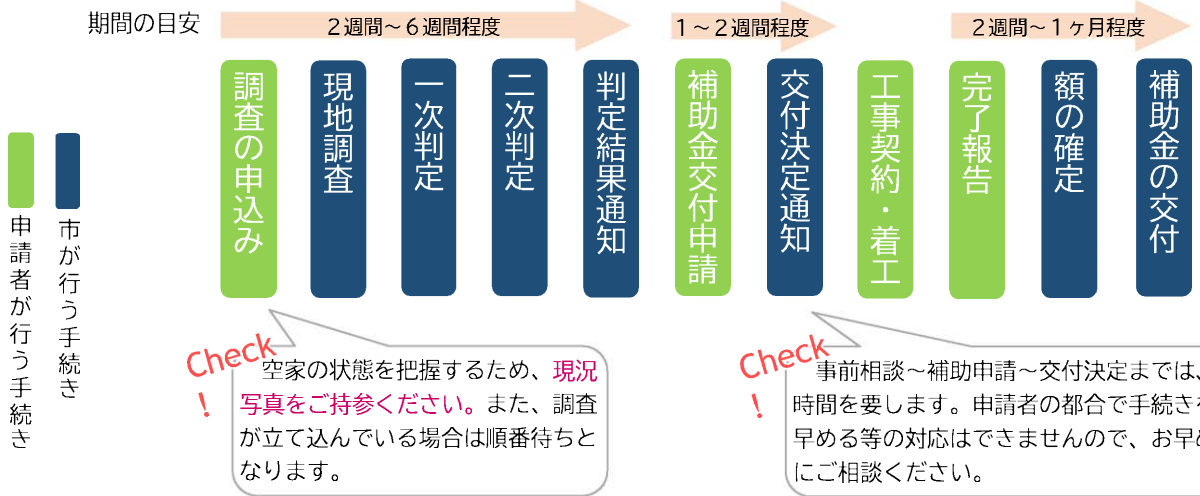 期間の目安
2週間～6週間程度
1～2週間程度
2週間～1ヶ月程度
調査の申込み
現地調査
一次判定
二次判定
判定結果通知
補助金交付申請
交付決定通知
工事契約・着工
完了報告
額の確定
補助金の交付
申請者が行う手続き
市が行う手続き
Check
！
空家の状態を把握するため、現況
写真をご持参ください。また、調査
が立て込んでいる場合は順番待ちと
なります。
Check
！
事前相談～補助申請～交付決定までは、
時間を要します。申請者の都合で手続き
早める等の対応はできませんので、お早
にご相談ください。